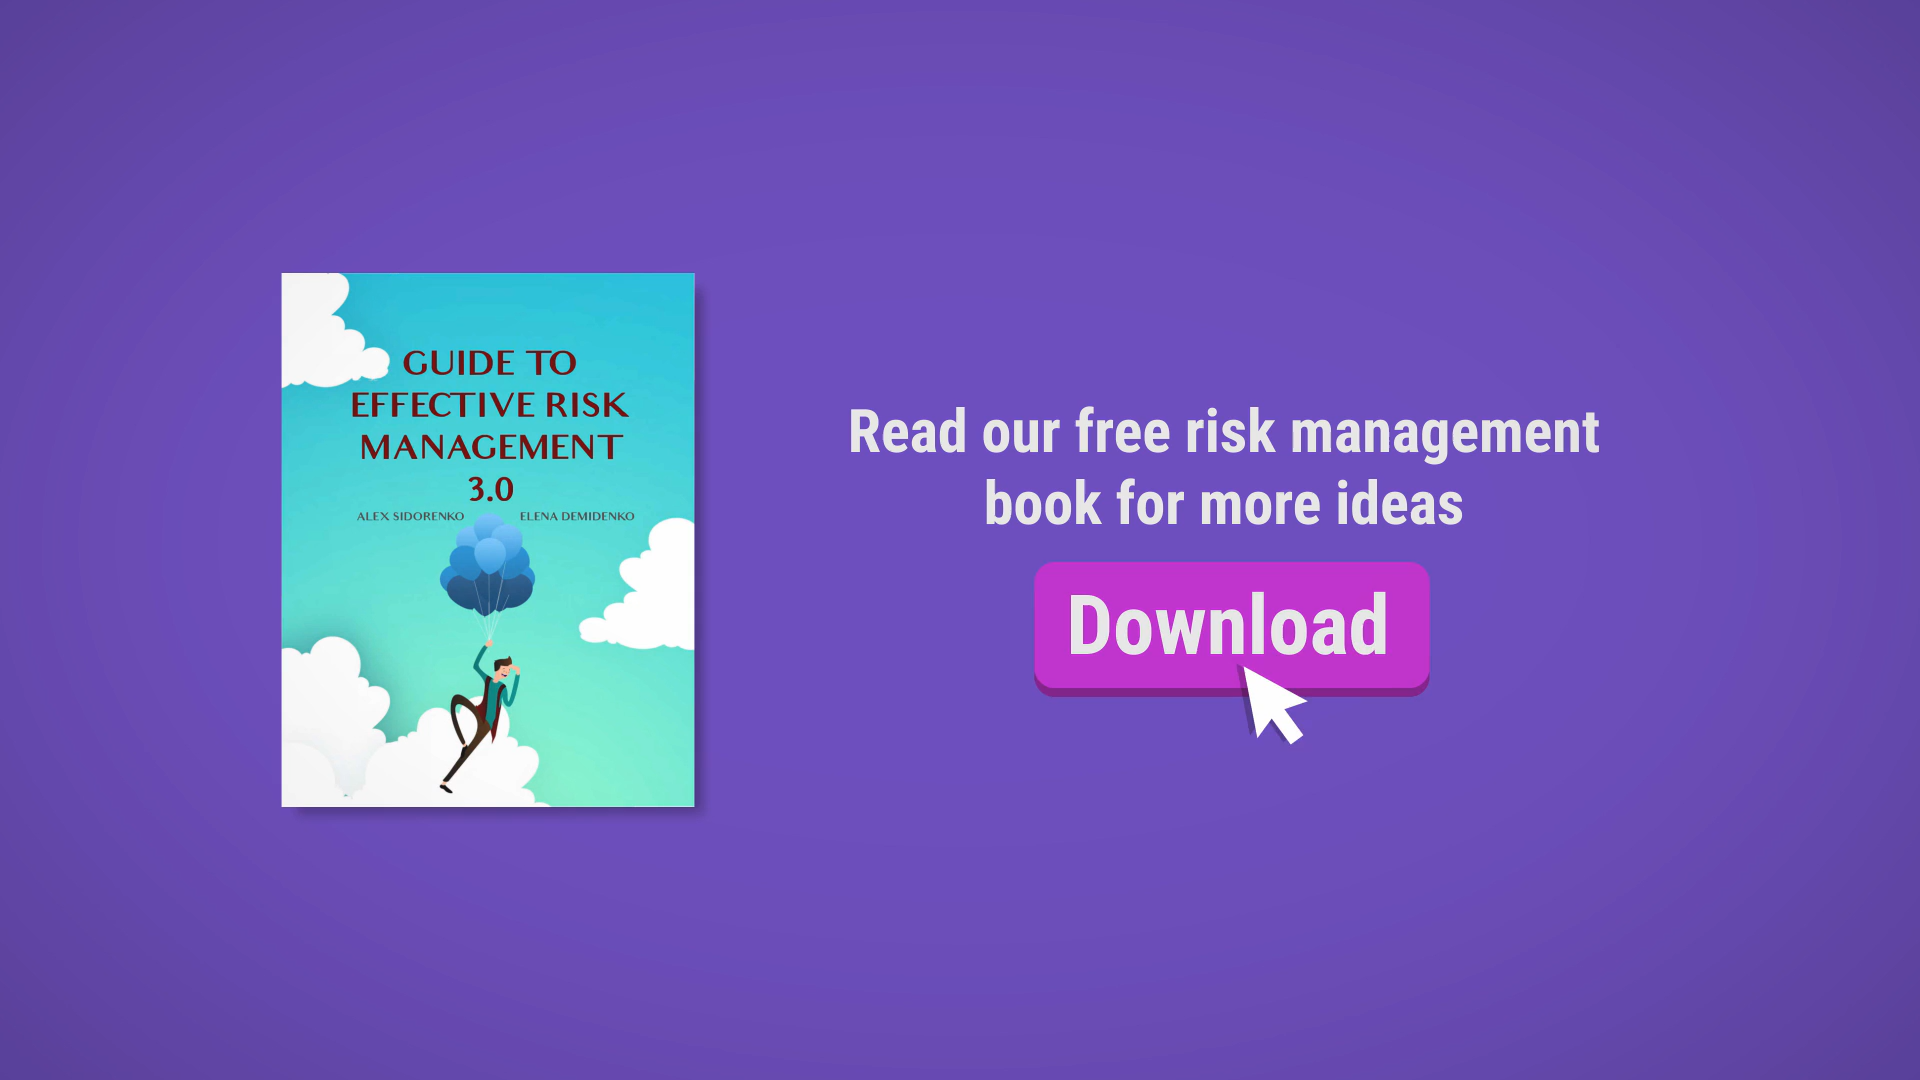 GUIDE TO
EFFECTIVE RISK
MANAGEMENT
3.0
ALEX SIDORENKO ELENA DEMIDENKO
Read our free risk management
book for more ideas
Download